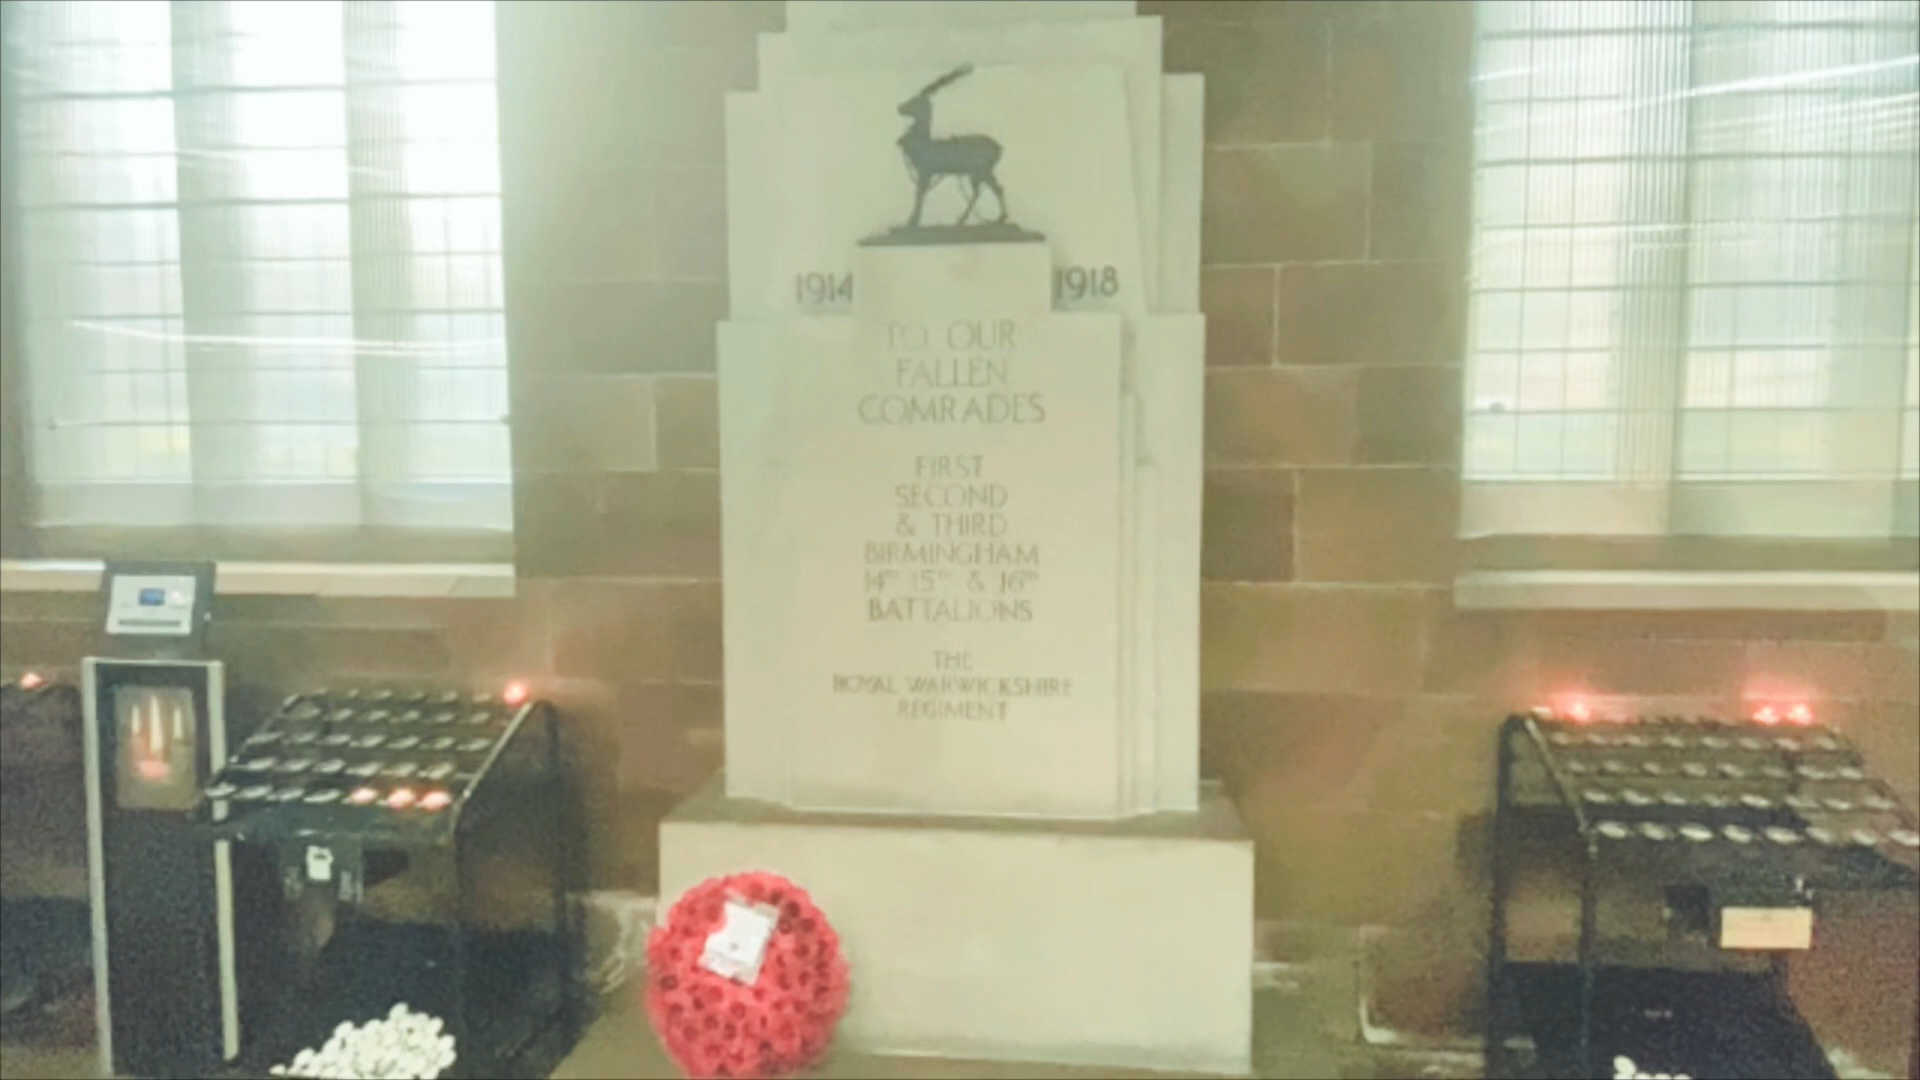 1914 1918
TO OUR
FALLEN
COMRADES
FIRST
SECOND
& THIRD
BIRMINGHAM
14TH 15TH & 16TH
BATTALIONS
THE
ROYAL WARWICKSHIRE
REGIMENT